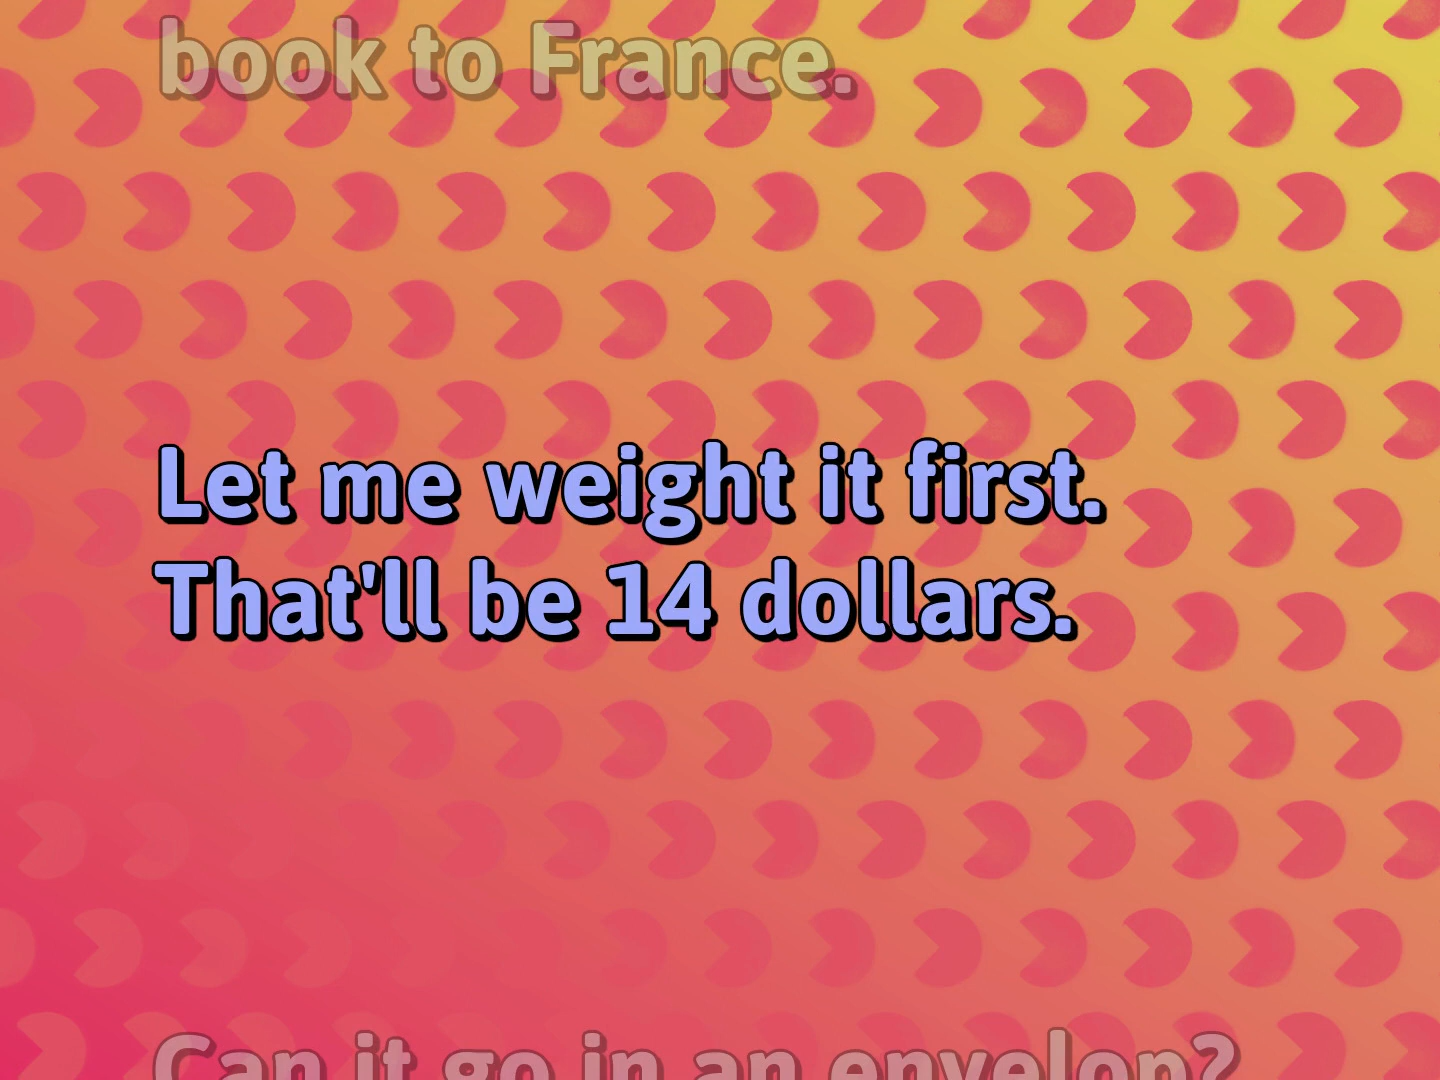 book to France.
Let me weight it first.
That'll be 14 dollars.
Can it go in an envelop?